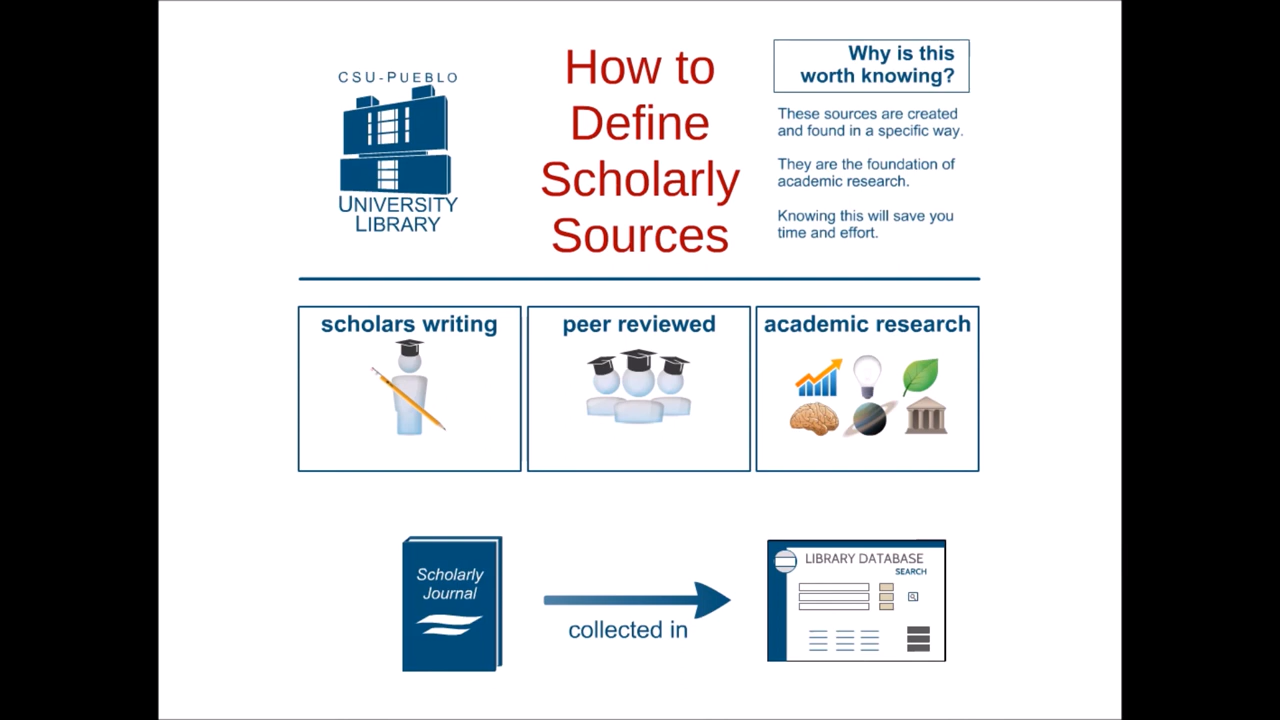 CSU-PUEBLO
UNIVERSITY
LIBRARY
How to
Define
Scholarly
Sources
Why is this
worth knowing?
These sources are created
and found in a specific way.
They are the foundation of
academic research.
Knowing this will save you
time and effort.
scholars writing
peer reviewed
academic research
Scholarly
Journal
collected in
LIBRARY DATABASE
SEARCH